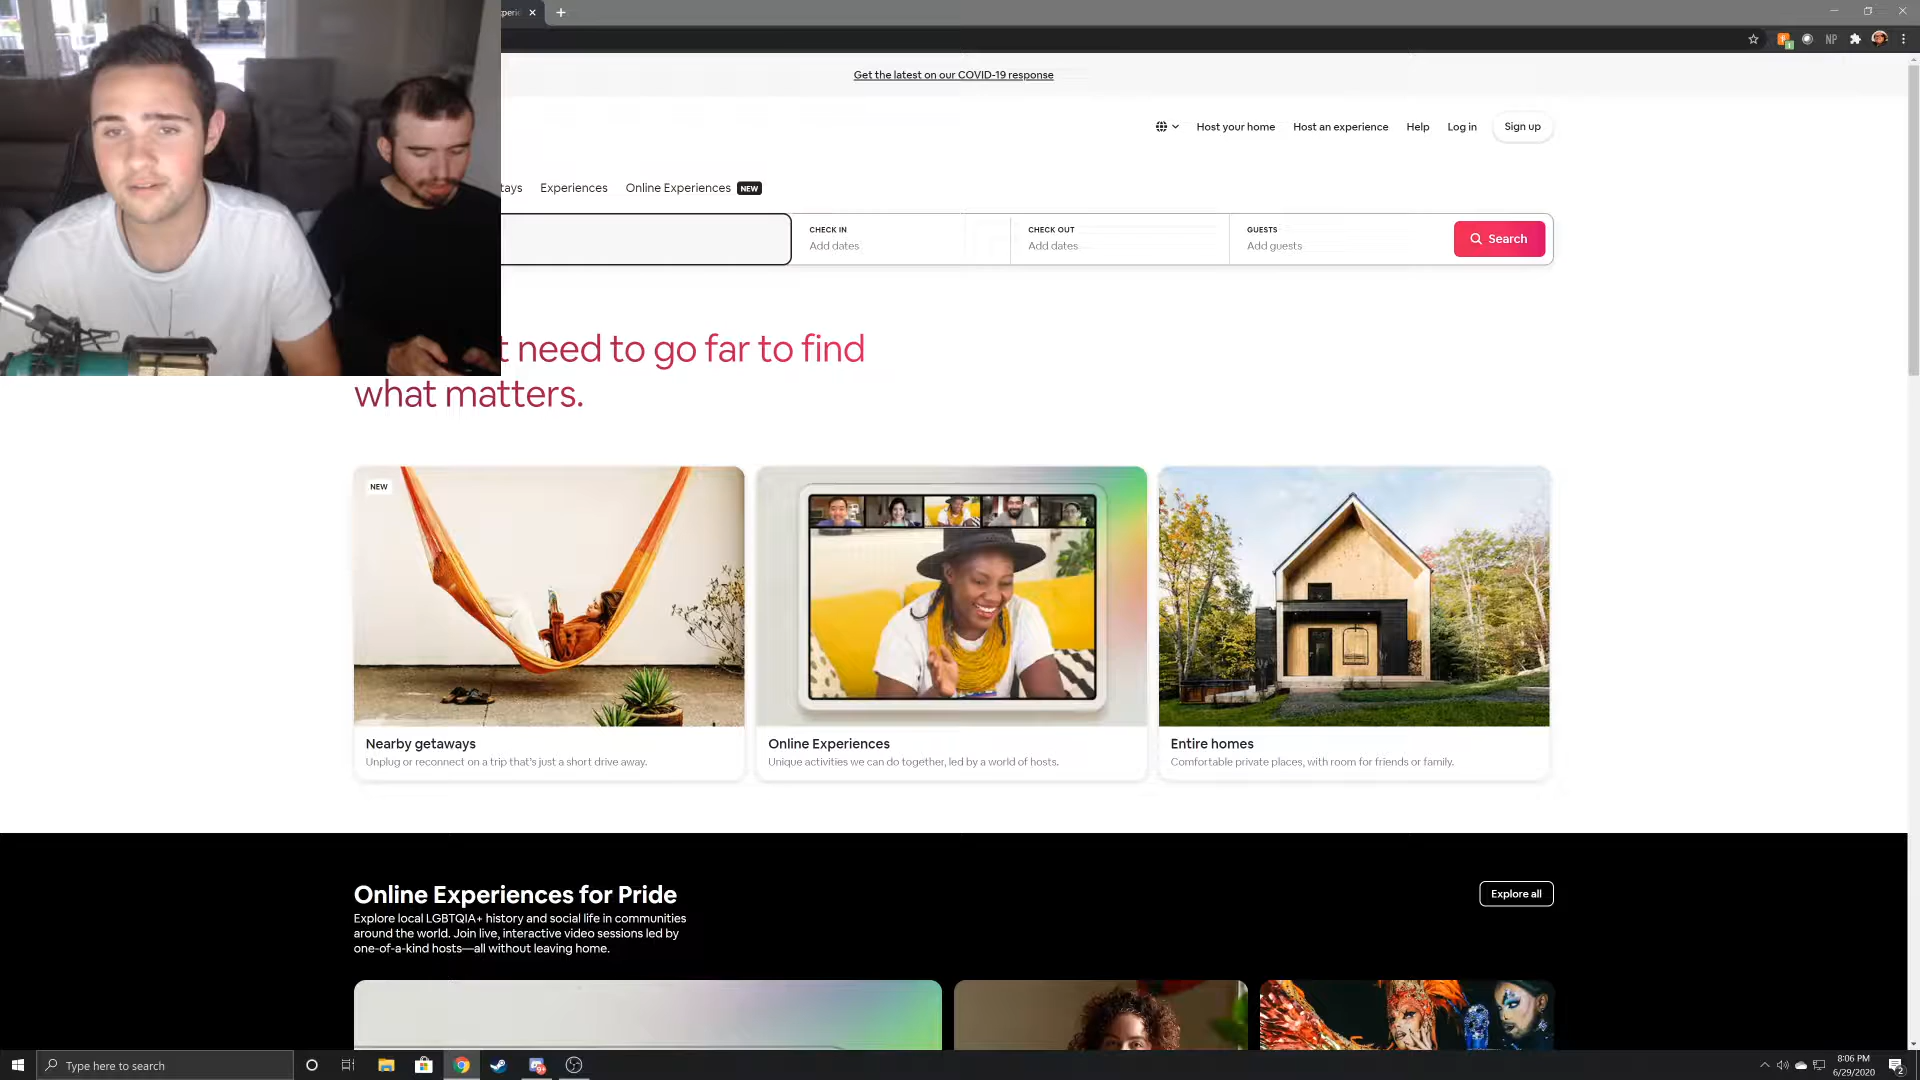 Get the latest on our COVID-19 response
Host your home
Host an experience
Help
Log in
Sign up
Experiences
Online Experiences NEW
CHECK IN
Add dates
CHECK OUT
Add dates
GUESTS
Add guests
Search
need to go far to find
what matters.
NEW
Nearby getaways
Unplug or reconnect on a trip that's just a short drive away.
Online Experiences
Unique activities we can do together, led by a world of hosts.
Entire homes
Comfortable private places, with room for friends or family.
Online Experiences for Pride
Explore all
Explore local LGBTQIA+ history and social life in communities
around the world. Join live, interactive video sessions led by
one-of-a-kind hosts—all without leaving home.
Type here to search
8:06 PM
6/29/2020
NP